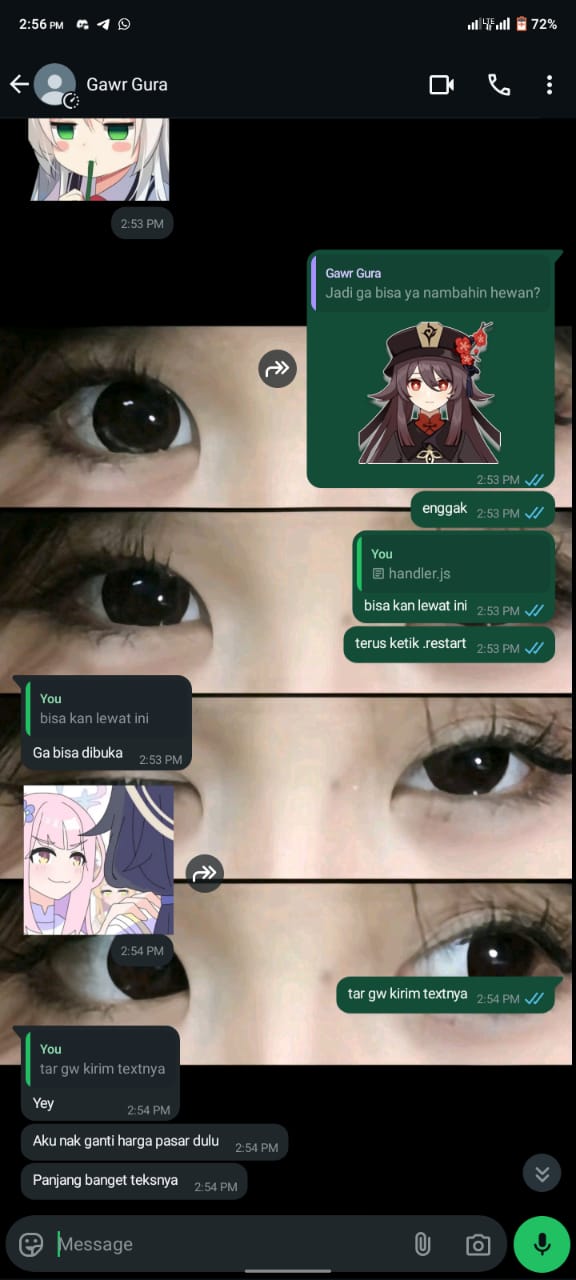 2:56 PM
LTE
72%
Gawr Gura
2:53 PM
Gawr Gura
Jadi ga bisa ya nambahin hewan?
2:53 PM
enggak 2:53 PM
You
handler.js
bisa kan lewat ini 2:53 PM
terus ketik .restart 2:53 PM
You
bisa kan lewat ini
Ga bisa dibuka 2:53 PM
2:54 PM
tar gw kirim textnya 2:54 PM
You
tar gw kirim textnya
Yey 2:54 PM
Aku nak ganti harga pasar dulu 2:54 PM
Panjang banget teksnya 2:54 PM
Message